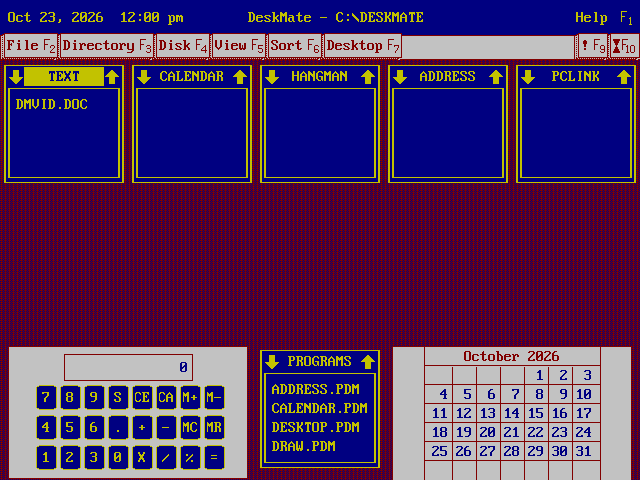 Oct 23, 2026 12:00 pm DeskMate - C:\DESKMATE Help F1
File F2 Directory F3 Disk F4 View F5 Sort F6 Desktop F7 ! F9 F10
TEXT CALENDAR HANGMAN ADDRESS PCLINK 1
DMVID.DOC
0
7 8 9 S CE CA M+ M-
4 5 6 . + - MC MR
1 2 3 0 X / % =
PROGRAMS
ADDRESS.PDM
CALENDAR.PDM
DESKTOP.PDM
DRAW.PDM
October 2026
1 2 3
4 5 6 7 8 9 10
11 12 13 14 15 16 17
18 19 20 21 22 23 24
25 26 27 28 29 30 31